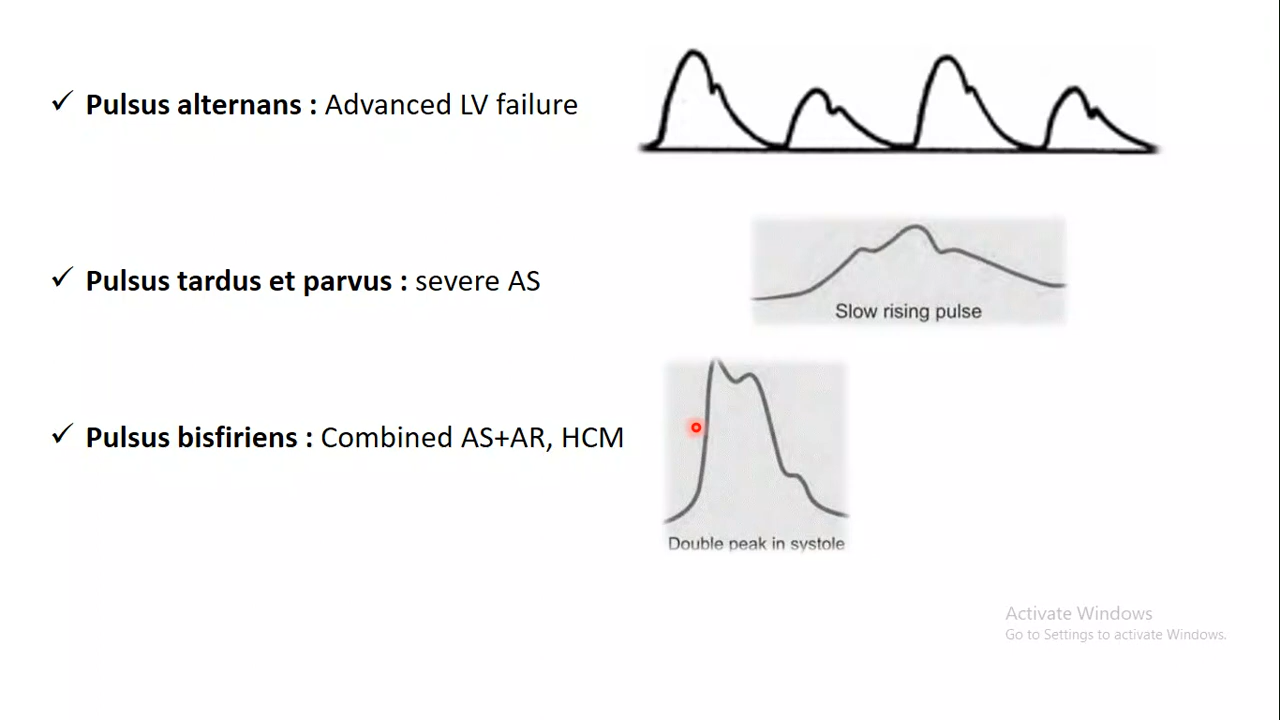 ✓ Pulsus alternans : Advanced LV failure
✓ Pulsus tardus et parvus : severe AS
Slow rising pulse
✓ Pulsus bisfiriens : Combined AS+AR, HCM
Double peak in systole
Activate Windows
Go to Settings to activate Windows.